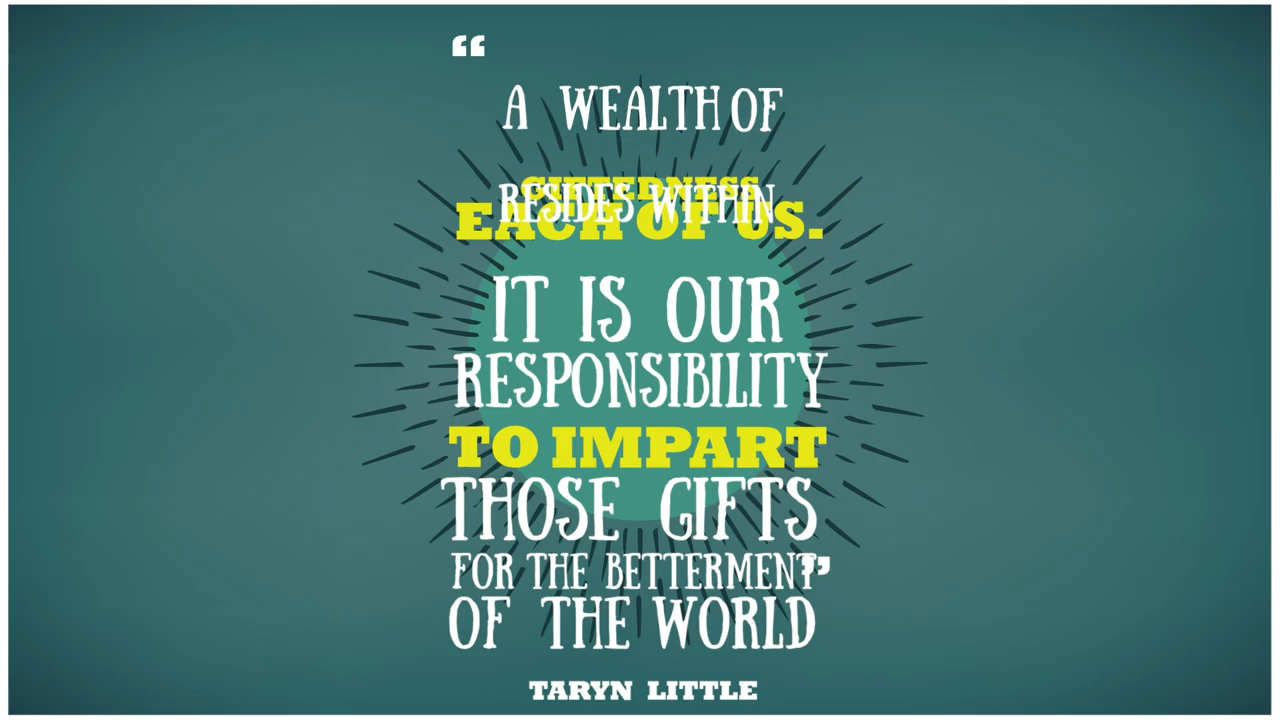 “
A WEALTH OF
GIFTEDNESS
RESIDES WITHIN
EACH OF US.
IT IS OUR
RESPONSIBILITY
TO IMPART
THOSE GIFTS
FOR THE BETTERMENT”
OF THE WORLD
TARYN LITTLE